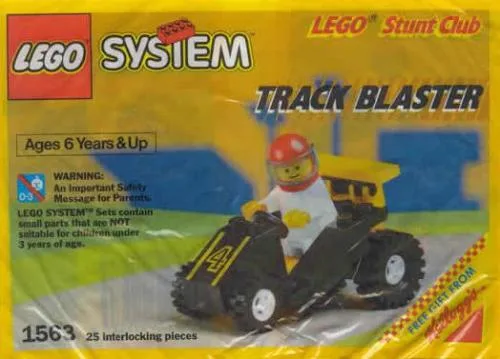 LEGO
SYSTEM™
LEGO® Stunt Club
TRACK BLASTER
Ages 6 Years & Up
WARNING:
An Important Safety
Message for Parents.
0-3
LEGO SYSTEM™ Sets contain
small parts that are NOT
suitable for children under
3 years of age.
4
1563 25 interlocking pieces
FREE GIFT FROM
Kellogg's